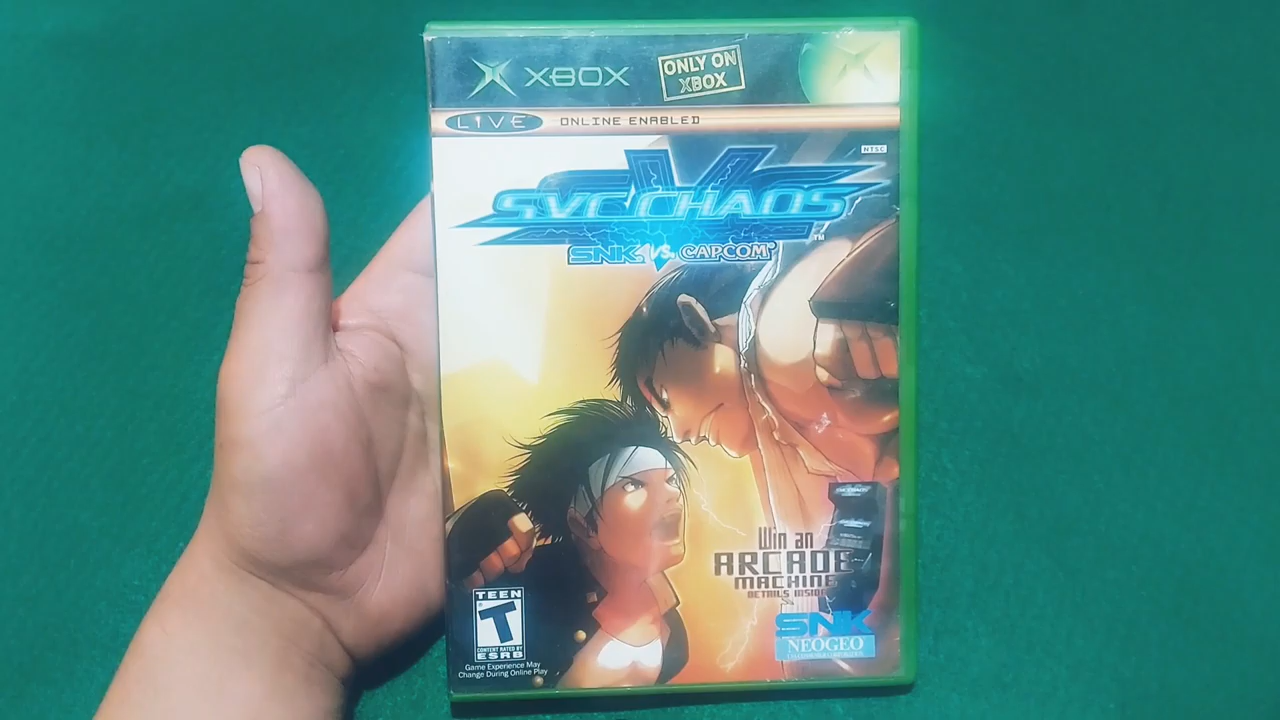 XBOX
ONLY ON
XBOX
LIVE ONLINE ENABLED
NTSC
SVC CHAOS
TM
SNK VS. CAPCOM
Win an
ARCADE
MACHINE
DETAILS INSIDE
TEEN
T
CONTENT RATED BY
ESRB
Game Experience May
Change During Online Play
SNK
NEOGEO